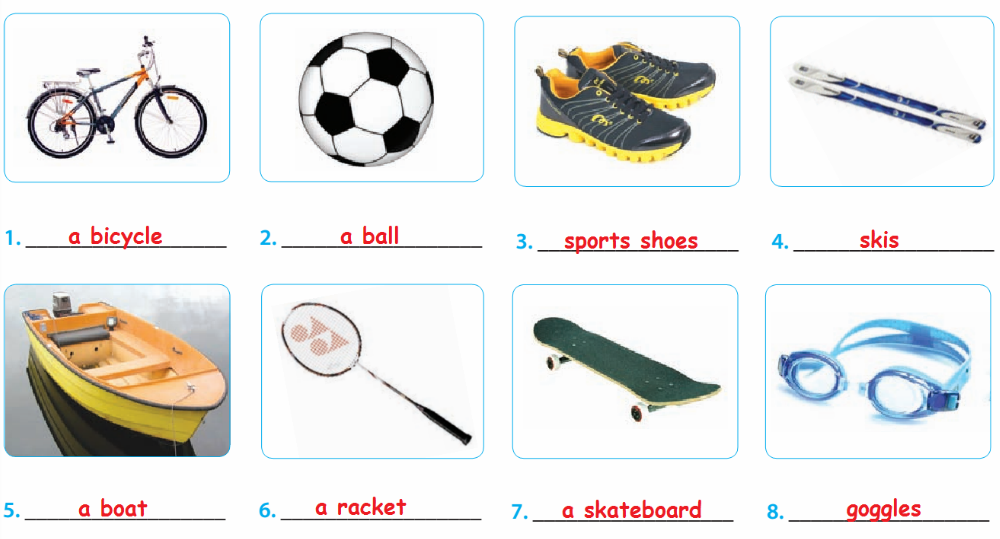 1. a bicycle
2. a ball
3. sports shoes
4. skis
5. a boat
6. a racket
7. a skateboard
8. goggles